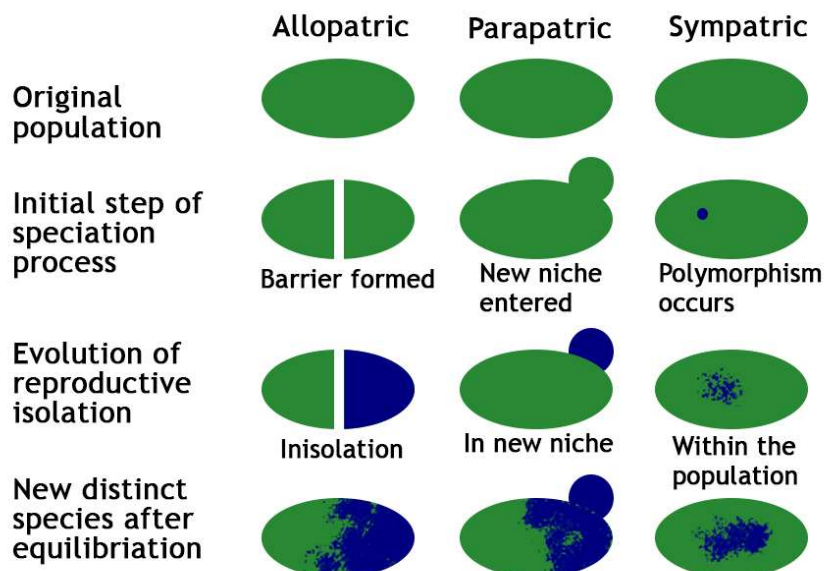 Allopatric Parapatric Sympatric
Original
population
Initial step of
speciation
process
Barrier formed
New niche
entered
Polymorphism
occurs
Evolution of
reproductive
isolation
Inisolation
In new niche
Within the
population
New distinct
species after
equilibriation